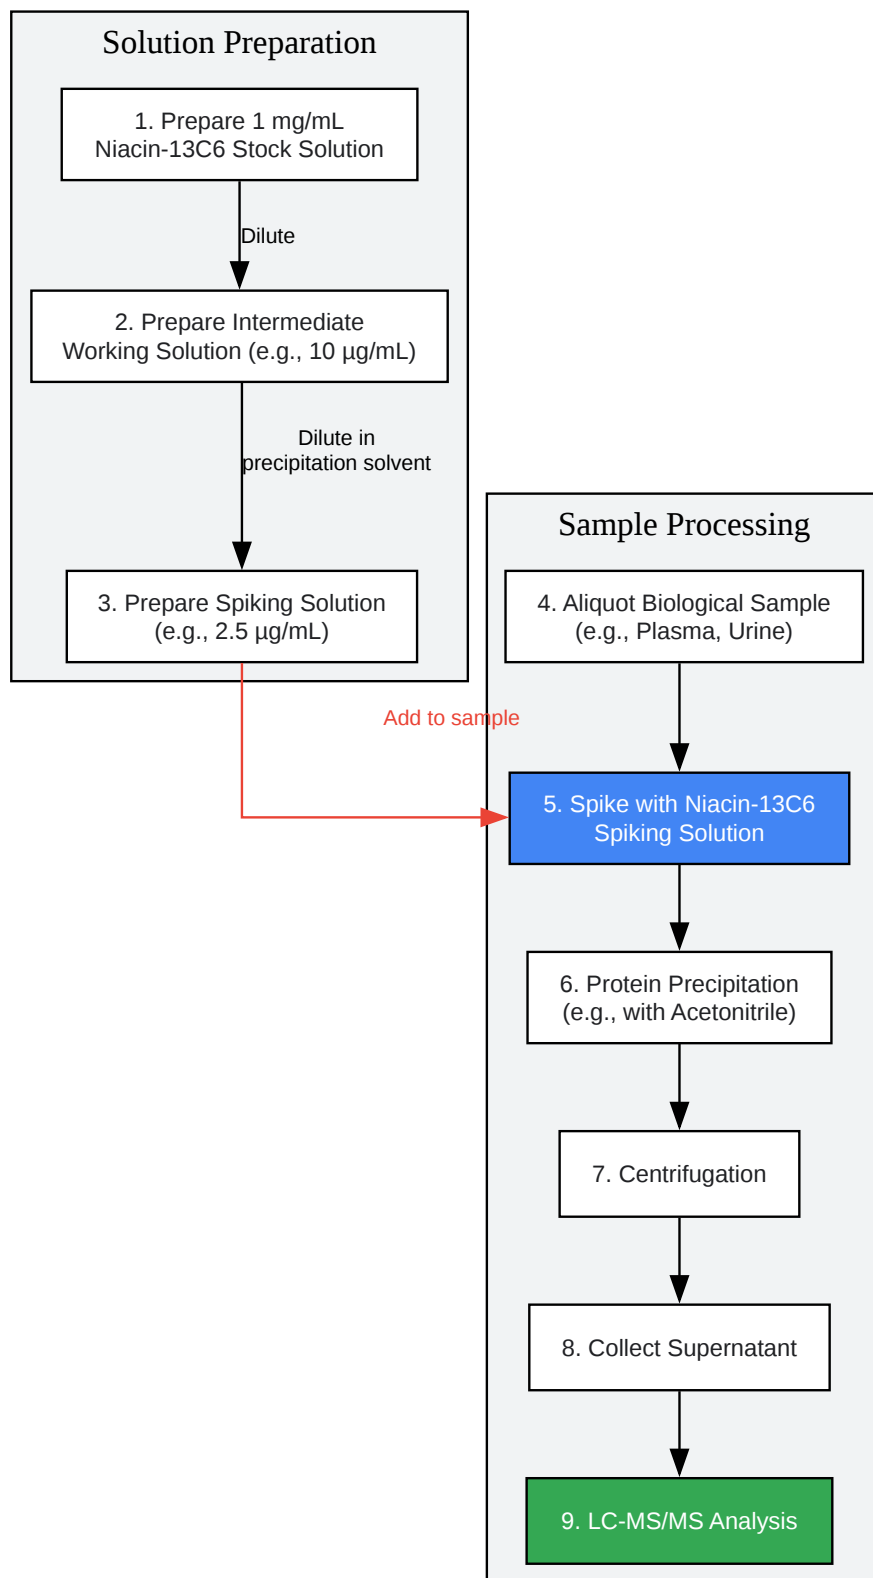 Solution Preparation
1. Prepare 1 mg/mL
Niacin-13C6 Stock Solution
Dilute
2. Prepare Intermediate
Working Solution (e.g., 10 µg/mL)
Dilute in
precipitation solvent
3. Prepare Spiking Solution
(e.g., 2.5 µg/mL)
Add to sample
Sample Processing
4. Aliquot Biological Sample
(e.g., Plasma, Urine)
5. Spike with Niacin-13C6
Spiking Solution
6. Protein Precipitation
(e.g., with Acetonitrile)
7. Centrifugation
8. Collect Supernatant
9. LC-MS/MS Analysis